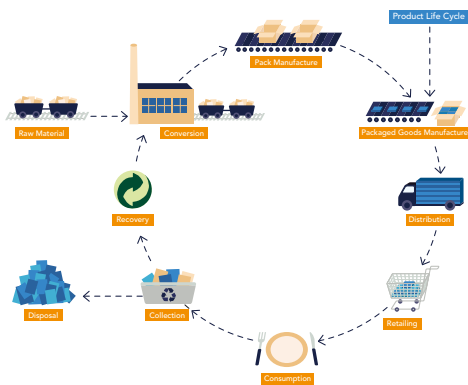 Product Life Cycle
Pack Manufacture
Raw Material
Conversion
Packaged Goods Manufacture
Recovery
Distribution
Disposal
Collection
Retailing
Consumption